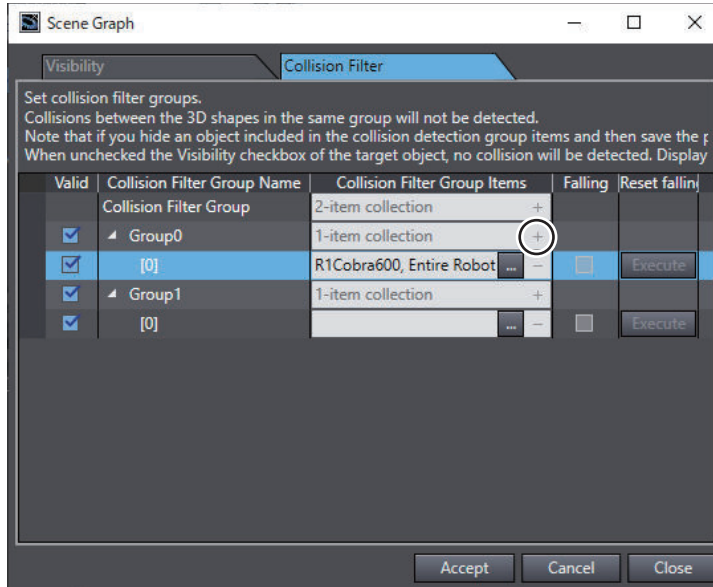 Scene Graph
Visibility Collision Filter
Set collision filter groups.
Collisions between the 3D shapes in the same group will not be detected.
Note that if you hide an object included in the collision detection group items and then save the
When unchecked the Visibility checkbox of the target object, no collision will be detected. Display
Valid Collision Filter Group Name Collision Filter Group Items Falling Reset fallin
Collision Filter Group 2-item collection +
Group0 1-item collection +
[0] R1Cobra600, Entire Robot ... − Execute
Group1 1-item collection +
[0] ... − Execute
Accept Cancel Close